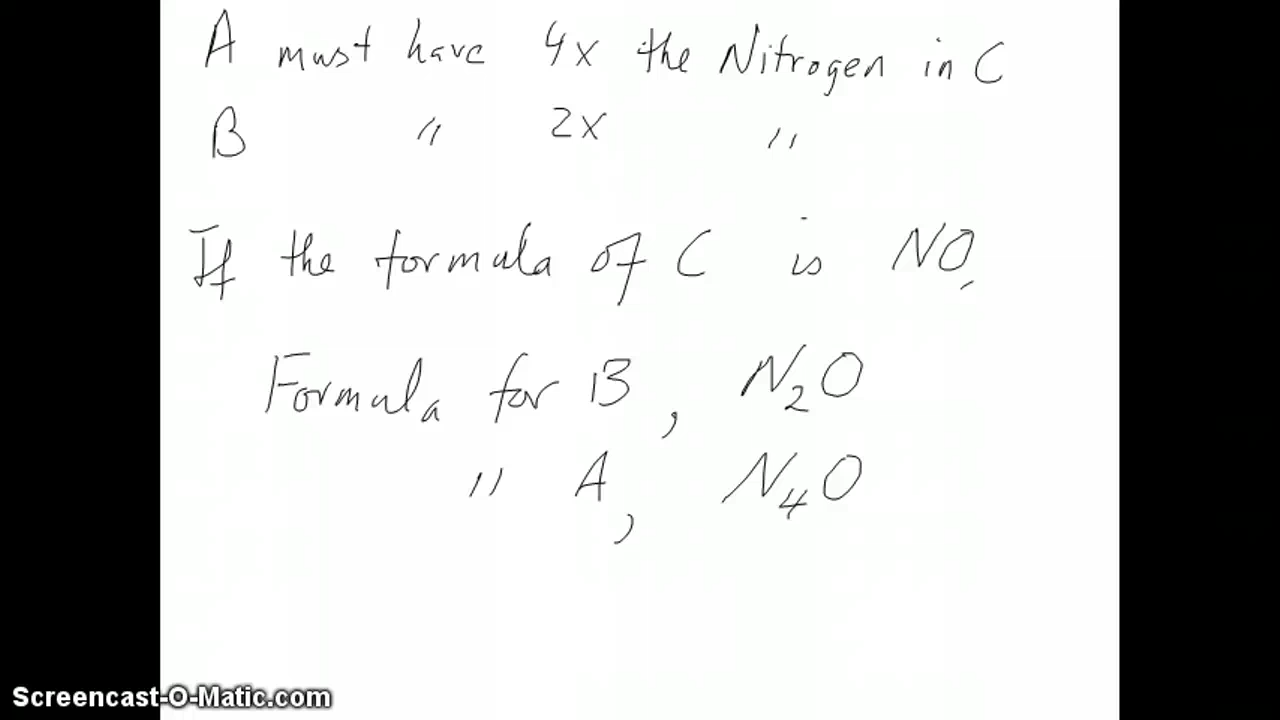 A must have 4x the Nitrogen in C
B " 2x "
If the formula of C is NO,
Formula for B, N₂O
" A, N₄O
Screencast-O-Matic.com